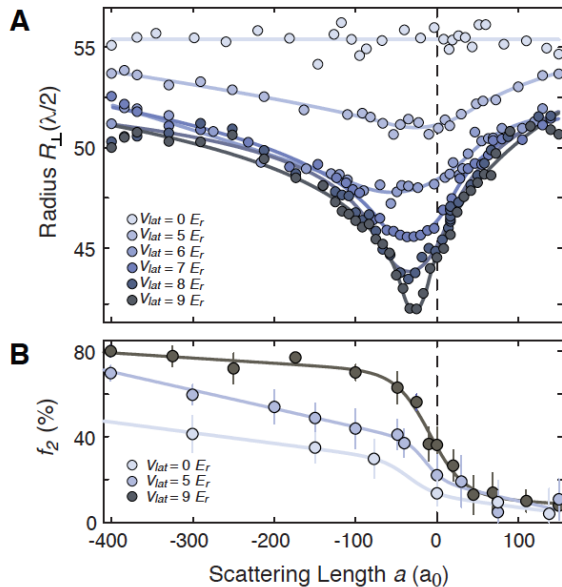 A
55
50
45
Radius R⊥(λ/2)
Vlat = 0 Er
Vlat = 5 Er
Vlat = 6 Er
Vlat = 7 Er
Vlat = 8 Er
Vlat = 9 Er
B
80
40
0
f2 (%)
Vlat = 0 Er
Vlat = 5 Er
Vlat = 9 Er
-400 -300 -200 -100 0 100
Scattering Length a (a0)